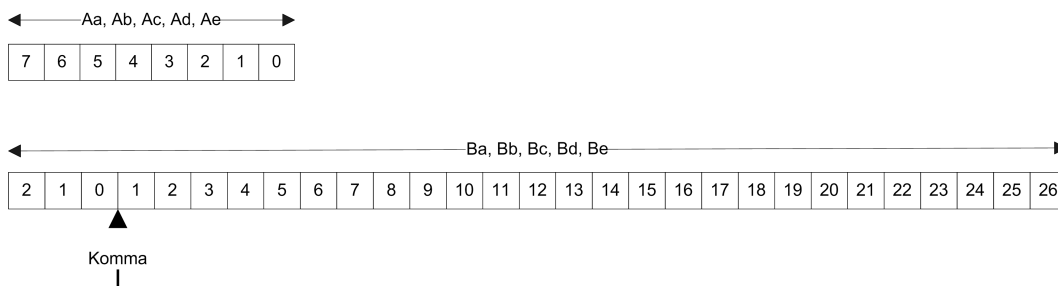 Aa, Ab, Ac, Ad, Ae
7 6 5 4 3 2 1 0
Ba, Bb, Bc, Bd, Be
2 1 0 1 2 3 4 5 6 7 8 9 10 11 12 13 14 15 16 17 18 19 20 21 22 23 24 25 26
Komma